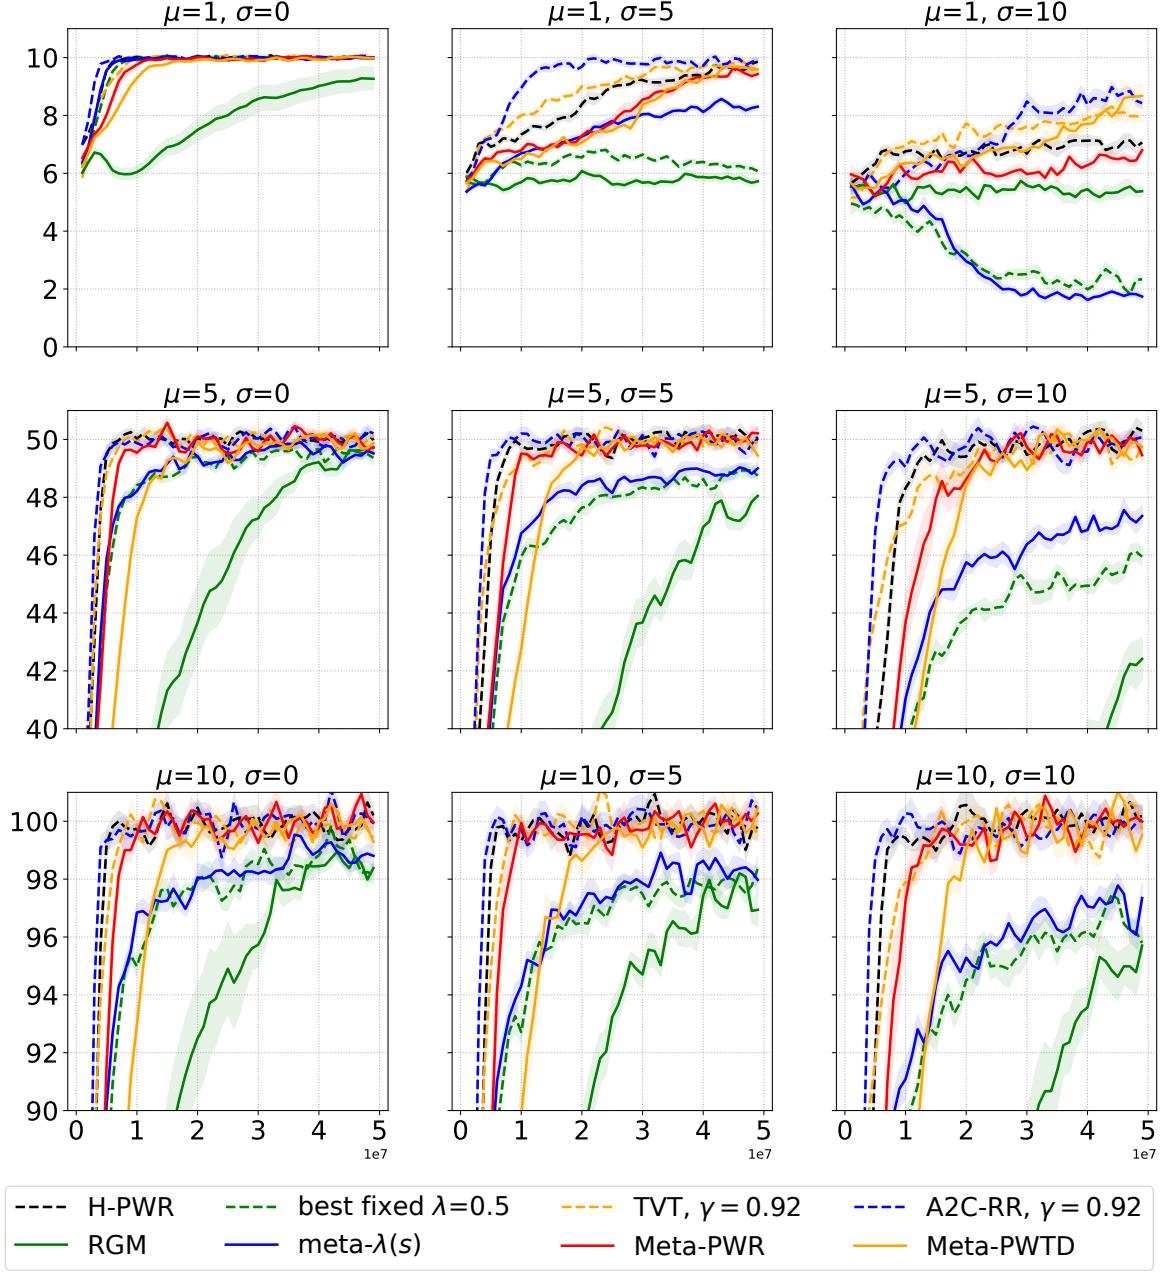 μ=1, σ=0 μ=1, σ=5 μ=1, σ=10
10
8
6
4
2
0
μ=5, σ=0 μ=5, σ=5 μ=5, σ=10
50
48
46
44
42
40
μ=10, σ=0 μ=10, σ=5 μ=10, σ=10
100
98
96
94
92
90
0 1 2 3 4 5 0 1 2 3 4 5 0 1 2 3 4 5
1e7 1e7 1e7
H-PWR best fixed λ=0.5 TVT, γ = 0.92 A2C-RR, γ = 0.92
RGM meta-λ(s) Meta-PWR Meta-PWTD